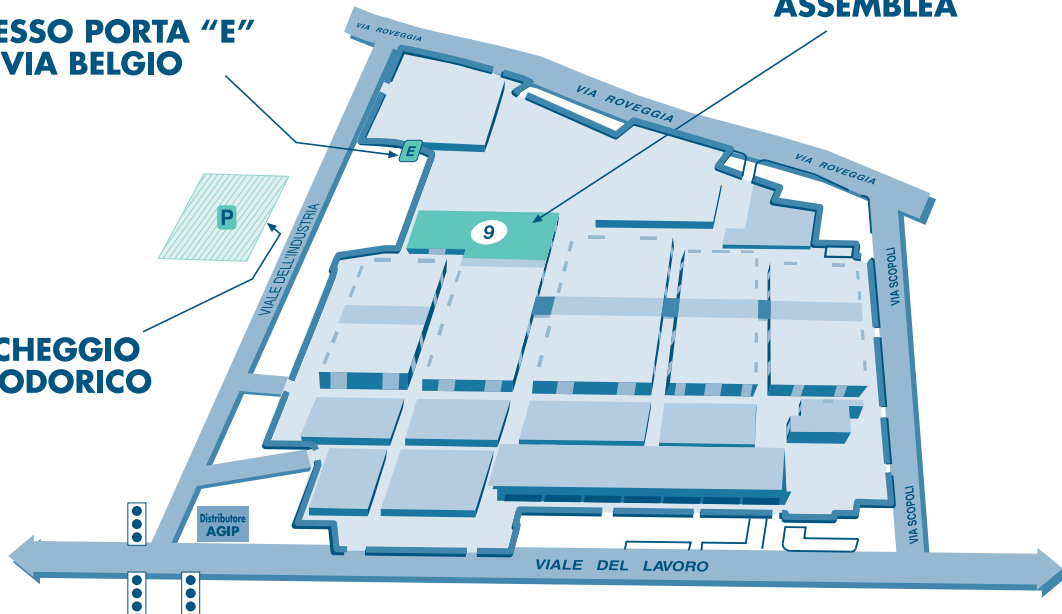 ESSO PORTA “E”
VIA BELGIO
ASSEMBLEA
VIA ROVEGGIA
VIA ROVEGGIA
VIA ROVEGGIA
E
P
9
VIALE DELL'INDUSTRIA
VIA SCOPOLI
CHEGGIO
ODORICO
VIA SCOPOLI
Distributore
AGIP
VIALE DEL LAVORO